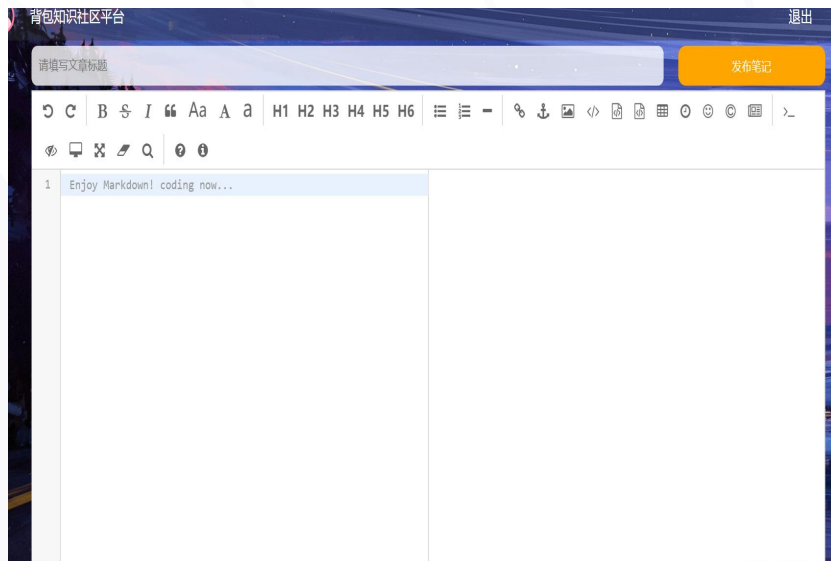 背包知识社区平台
退出
请填写文章标题
发布笔记
B S I Aa A a H1 H2 H3 H4 H5 H6
1 Enjoy Markdown! coding now...